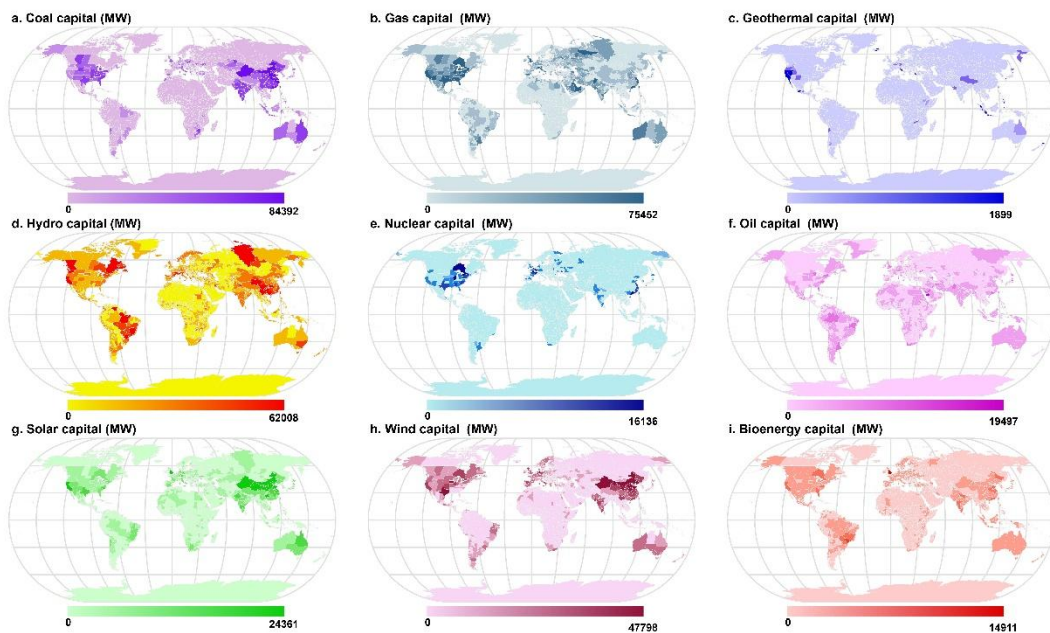 a. Coal capital (MW)
b. Gas capital (MW)
c. Geothermal capital (MW)
0 84392
0 75452
0 1899
d. Hydro capital (MW)
e. Nuclear capital (MW)
f. Oil capital (MW)
0 62008
0 16136
0 19497
g. Solar capital (MW)
h. Wind capital (MW)
i. Bioenergy capital (MW)
0 24361
0 47798
0 14911